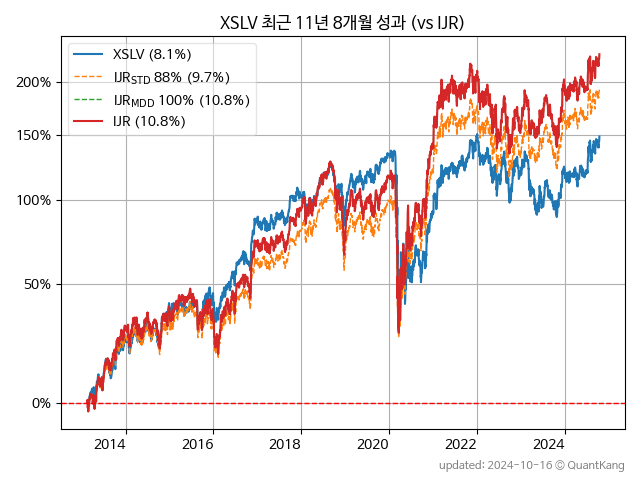 XSLV 최근 11년 8개월 성과 (vs IJR)
XSLV (8.1%)
IJR_STD 88% (9.7%)
IJR_MDD 100% (10.8%)
IJR (10.8%)
200%
150%
100%
50%
0%
2014 2016 2018 2020 2022 2024
updated: 2024-10-16 © QuantKang